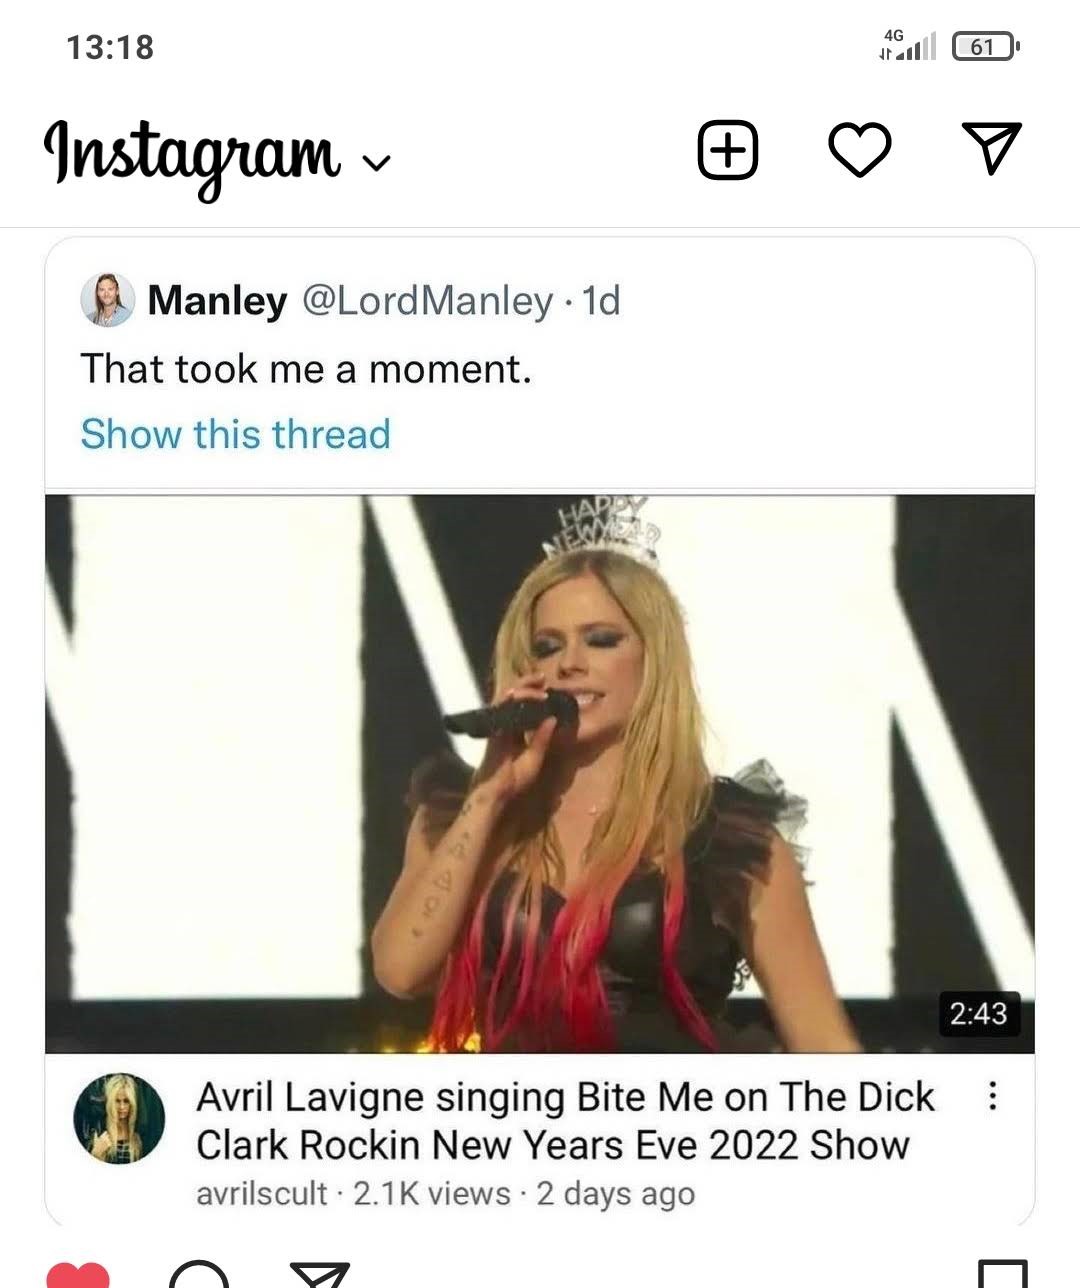 13:18
4G
61
Instagram
Manley @LordManley · 1d
That took me a moment.
Show this thread
HAPPY
NEW YEAR
2:43
Avril Lavigne singing Bite Me on The Dick
Clark Rockin New Years Eve 2022 Show
avrilscult · 2.1K views · 2 days ago